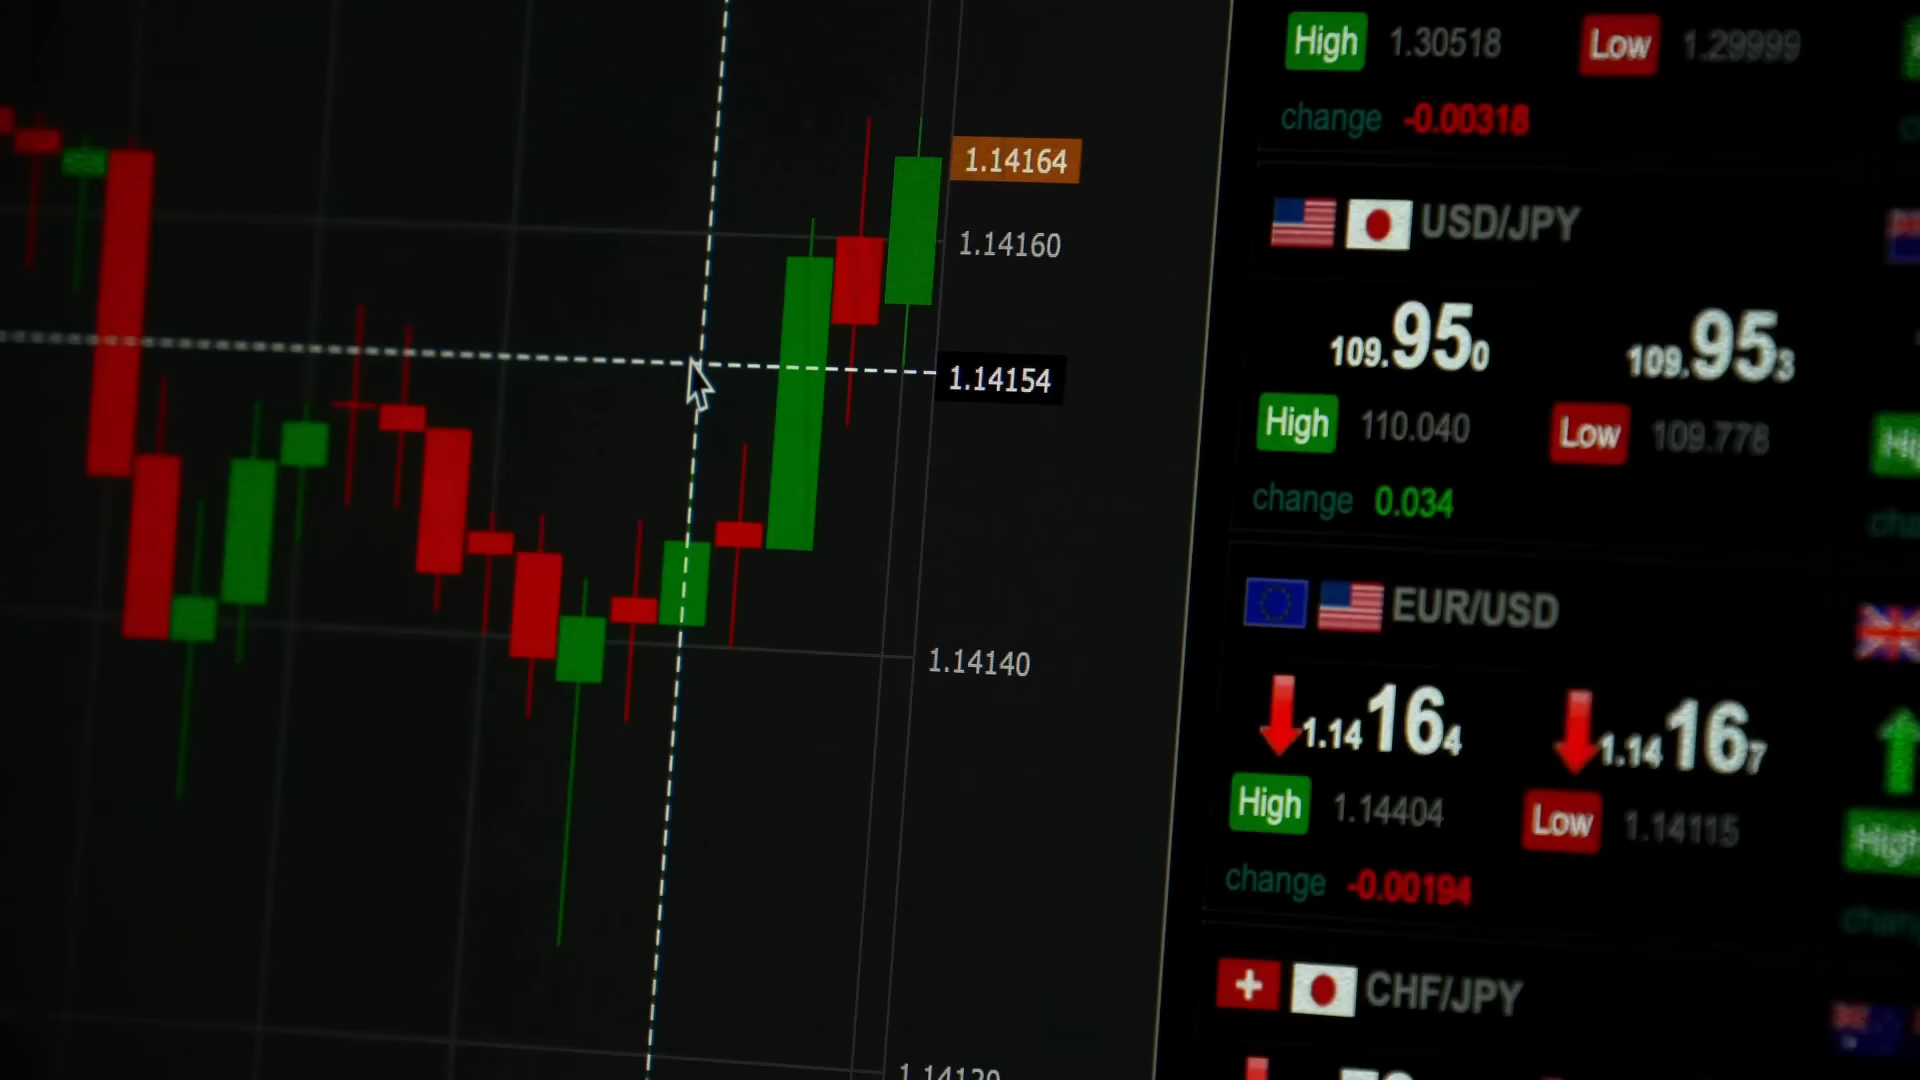 1.14164
1.14160
1.14154
1.14140
1.14120
High 1.30518 Low 1.29999
change -0.00318
USD/JPY
109.950 109.953
High 110.040 Low 109.778
change 0.034
EUR/USD
1.14164 1.14167
High 1.14404 Low 1.14115
change -0.00194
High
CHF/JPY